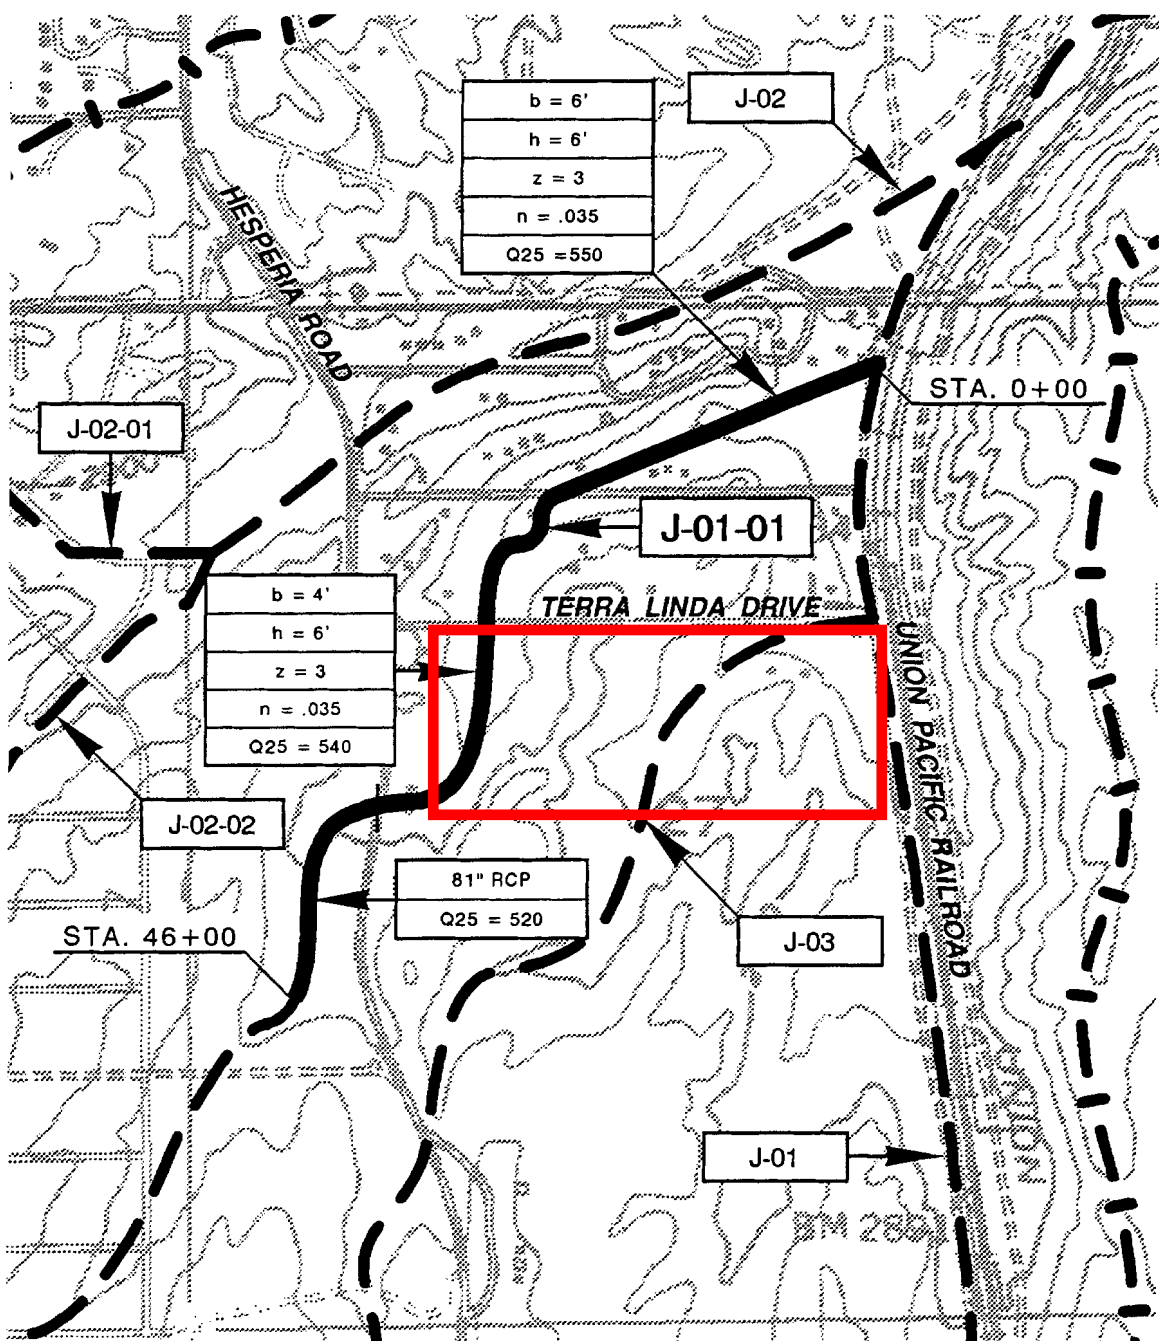 b = 6'
h = 6'
z = 3
n = .035
Q25 =550
J-02
HESPERIA ROAD
STA. 0+00
J-02-01
J-01-01
b = 4'
h = 6'
z = 3
n = .035
Q25 = 540
TERRA LINDA DRIVE
UNION PACIFIC RAILROAD
J-02-02
81" RCP
Q25 = 520
STA. 46+00
J-03
UNION
J-01
BM